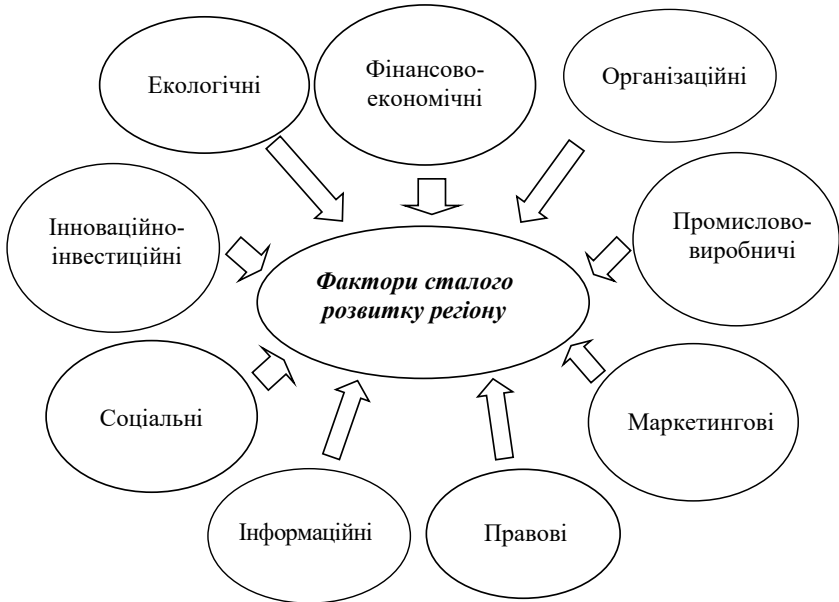 Екологічні
Фінансово-
економічні
Організаційні
Інноваційно-
інвестиційні
Промислово-
виробничі
Фактори сталого
розвитку регіону
Соціальні
Маркетингові
Інформаційні
Правові